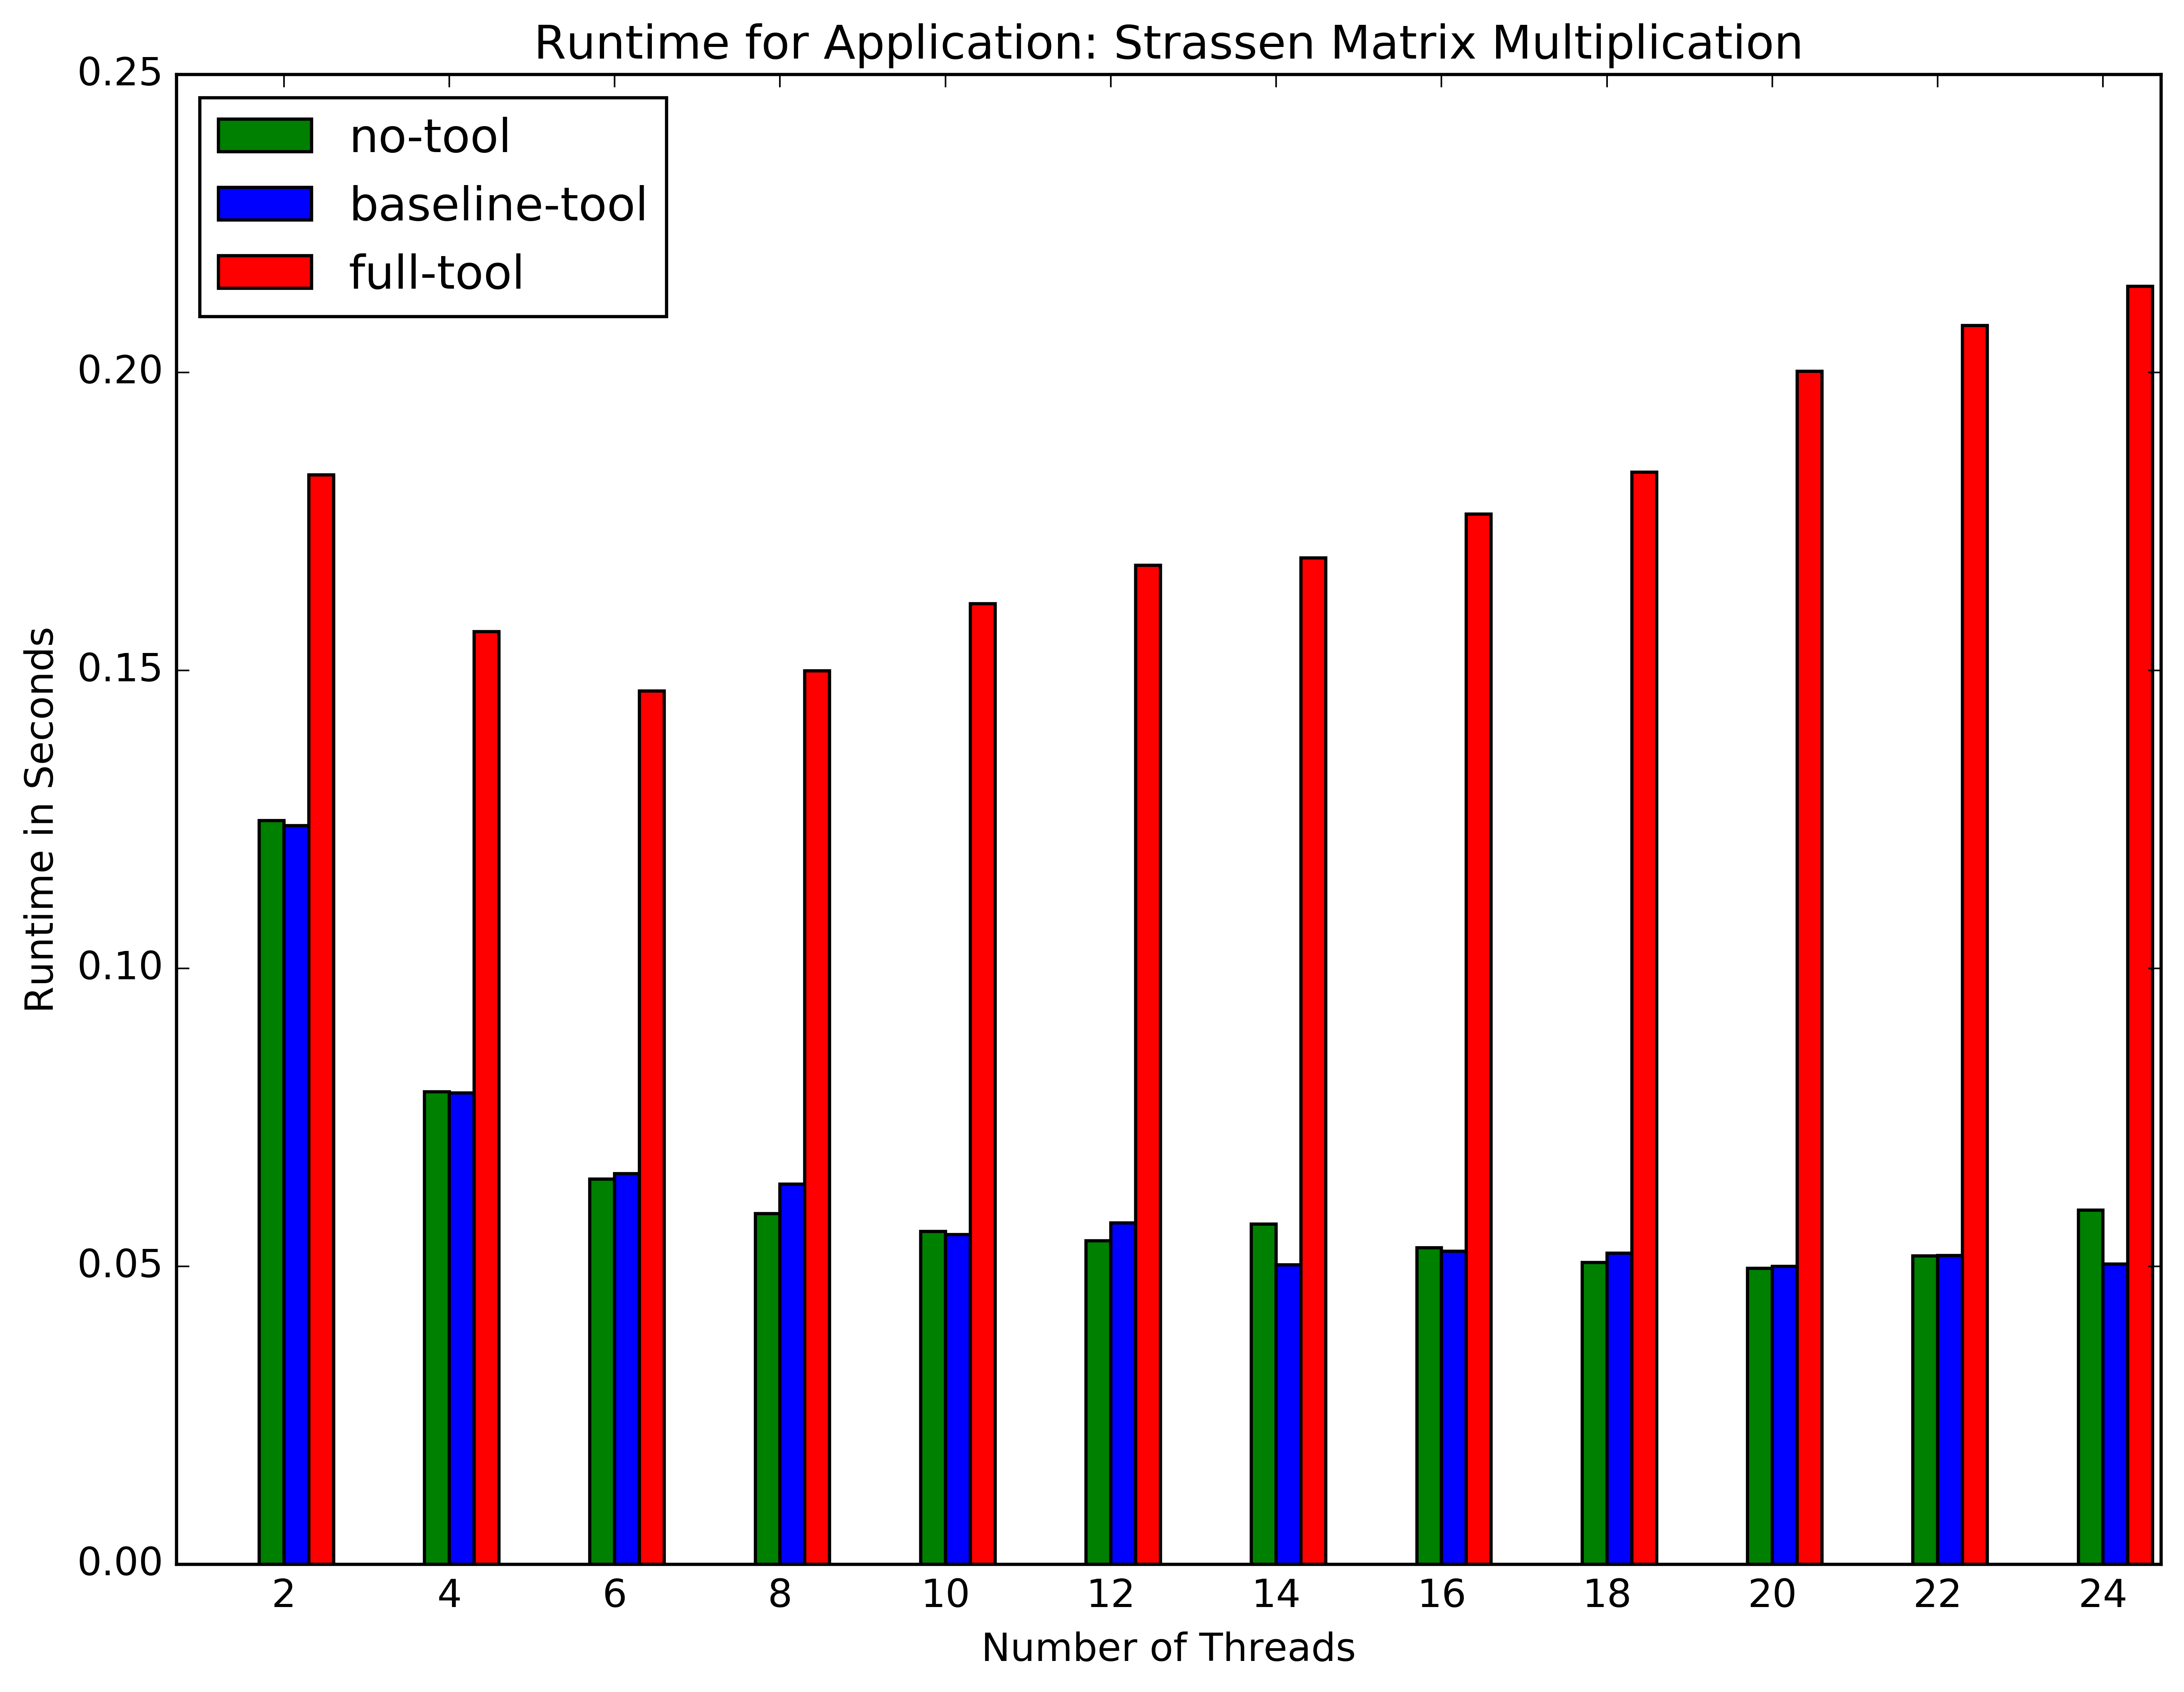 Runtime for Application: Strassen Matrix Multiplication
0.25
no-tool
baseline-tool
full-tool
0.20
0.15
0.10
0.05
0.00
Runtime in Seconds
2 4 6 8 10 12 14 16 18 20 22 24
Number of Threads